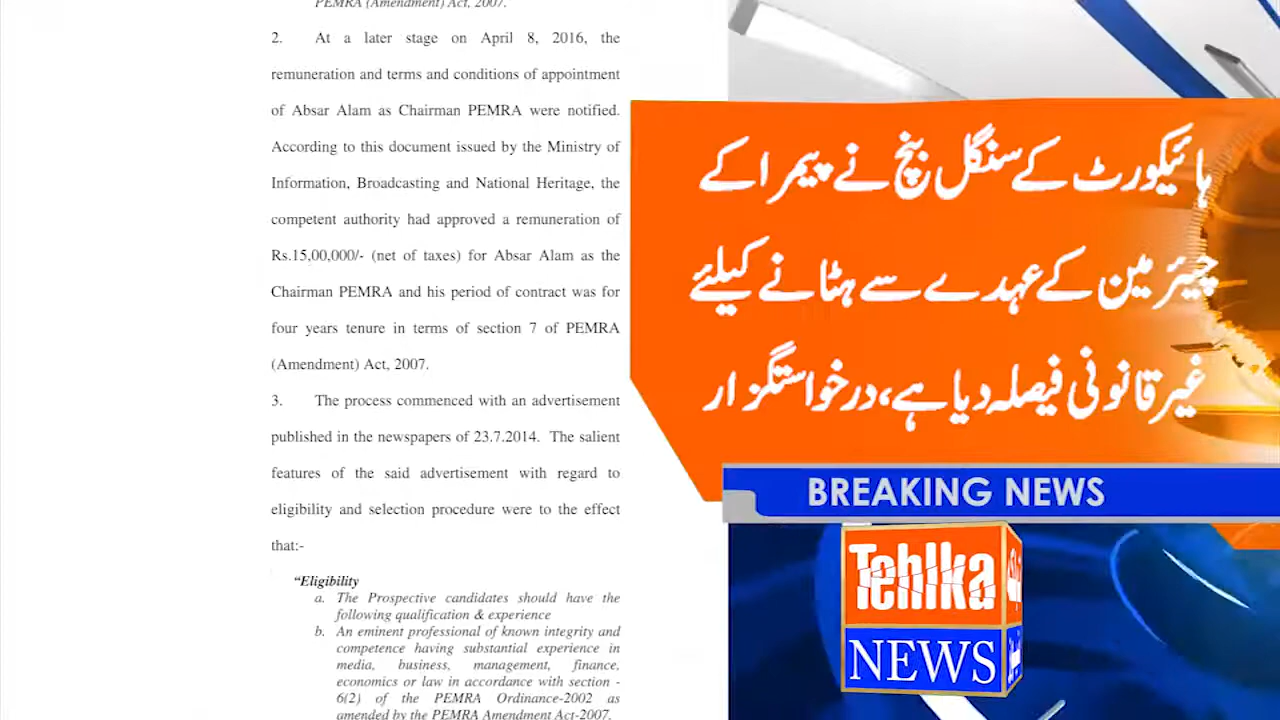 PEMRA (Amendment) Act, 2007.
2. At a later stage on April 8, 2016, the
remuneration and terms and conditions of appointment
of Absar Alam as Chairman PEMRA were notified.
According to this document issued by the Ministry of
Information, Broadcasting and National Heritage, the
competent authority had approved a remuneration of
Rs.15,00,000/- (net of taxes) for Absar Alam as the
Chairman PEMRA and his period of contract was for
four years tenure in terms of section 7 of PEMRA
(Amendment) Act, 2007.
3. The process commenced with an advertisement
published in the newspapers of 23.7.2014. The salient
features of the said advertisement with regard to
eligibility and selection procedure were to the effect
that:-
“Eligibility
a. The Prospective candidates should have the
following qualification & experience
b. An eminent professional of known integrity and
competence having substantial experience in
media, business, management, finance,
economics or law in accordance with section -
6(2) of the PEMRA Ordinance-2002 as
amended by the PEMRA Amendment Act-2007.
ہائیکورٹ کے سنگل بنچ نے پیمرا کے
چیئرمین کے عہدے سے ہٹانے کیلئے
غیر قانونی فیصلہ دیا ہے، درخواستگزار
BREAKING NEWS
Tehlka
NEWS